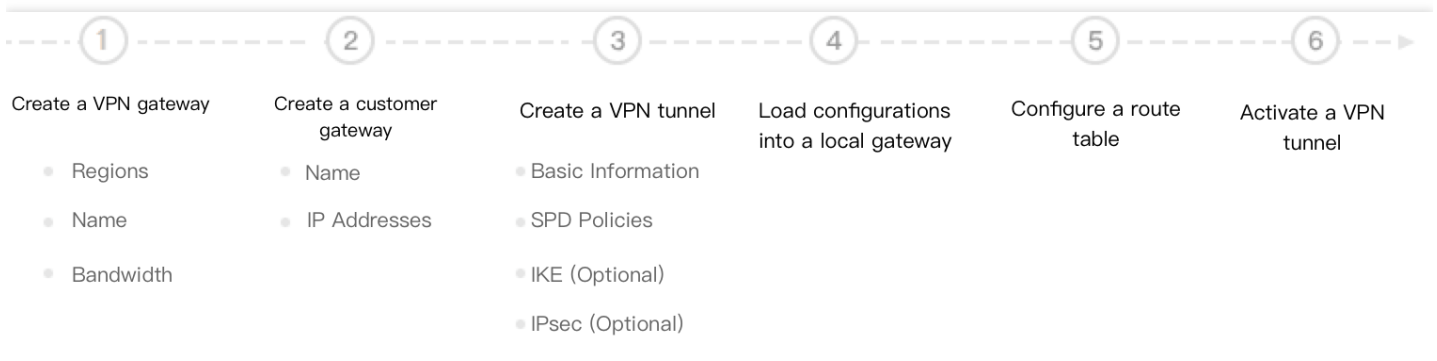 1
Create a VPN gateway
Regions
Name
Bandwidth
2
Create a customer
gateway
Name
IP Addresses
3
Create a VPN tunnel
Basic Information
SPD Policies
IKE (Optional)
IPsec (Optional)
4
Load configurations
into a local gateway
5
Configure a route
table
6
Activate a VPN
tunnel